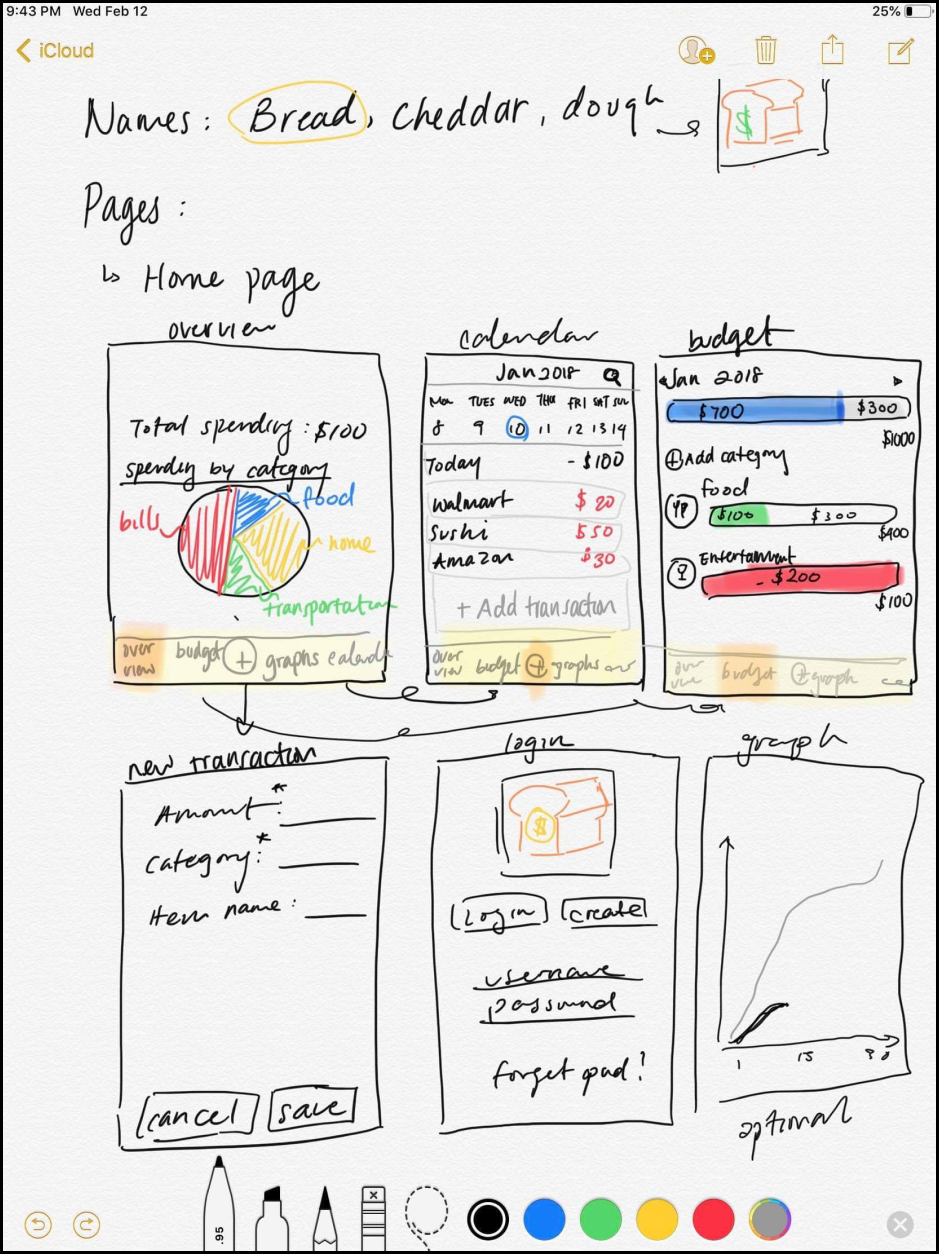 9:43 PM Wed Feb 12 25%
iCloud
Names: Bread, cheddar, dough
$
Pages:
↳ Home page
overview
Total spending: $100
spending by category
food
bills
home
transportation
over view budget + graphs calendar
calendar
Jan 2018
Mon TUES WED THU FRI SAT SUN
8 9 10 11 12 13 14
Today - $100
Walmart $20
Sushi $50
Amazon $30
+ Add transaction
over view budget + graphs
budget
Jan 2018
$700 $300
$1000
+ Add category
food
$100 $300
$400
Entertainment
- $200
$100
over view budget + graph cal
new transaction
Amount*:
Category*:
Item name:
cancel save
login
$
Login create
username
password
forget pwd?
graph
1 15 30
optional
.95